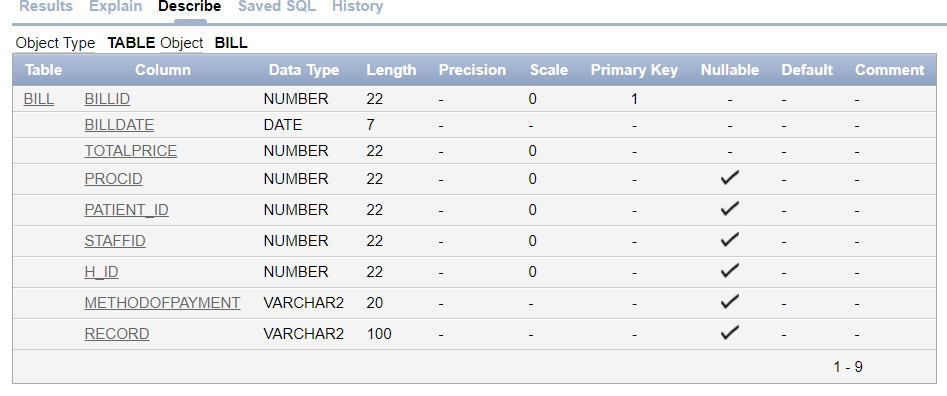 Results Explain Describe Saved SQL History
Object Type TABLE Object BILL
Table Column Data Type Length Precision Scale Primary Key Nullable Default Comment
BILL BILLID NUMBER 22 - 0 1 - - -
BILLDATE DATE 7 - - - - - -
TOTALPRICE NUMBER 22 - 0 - - - -
PROCID NUMBER 22 - 0 - ✓ - -
PATIENT_ID NUMBER 22 - 0 - ✓ - -
STAFFID NUMBER 22 - 0 - ✓ - -
H_ID NUMBER 22 - 0 - ✓ - -
METHODOFPAYMENT VARCHAR2 20 - - - ✓ - -
RECORD VARCHAR2 100 - - - ✓ - -
1 - 9